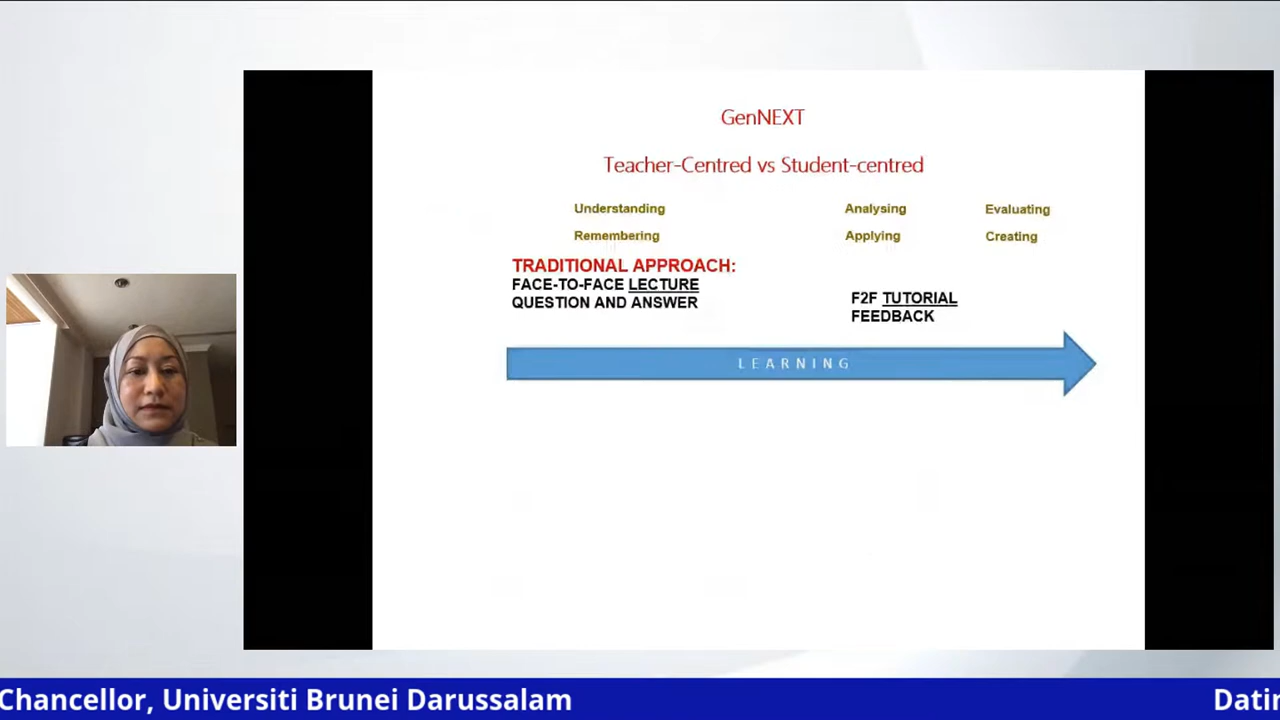 GenNEXT
Teacher-Centred vs Student-centred
Understanding Analysing Evaluating
Remembering Applying Creating
TRADITIONAL APPROACH:
FACE-TO-FACE LECTURE
QUESTION AND ANSWER
F2F TUTORIAL
FEEDBACK
LEARNING
Chancellor, Universiti Brunei Darussalam